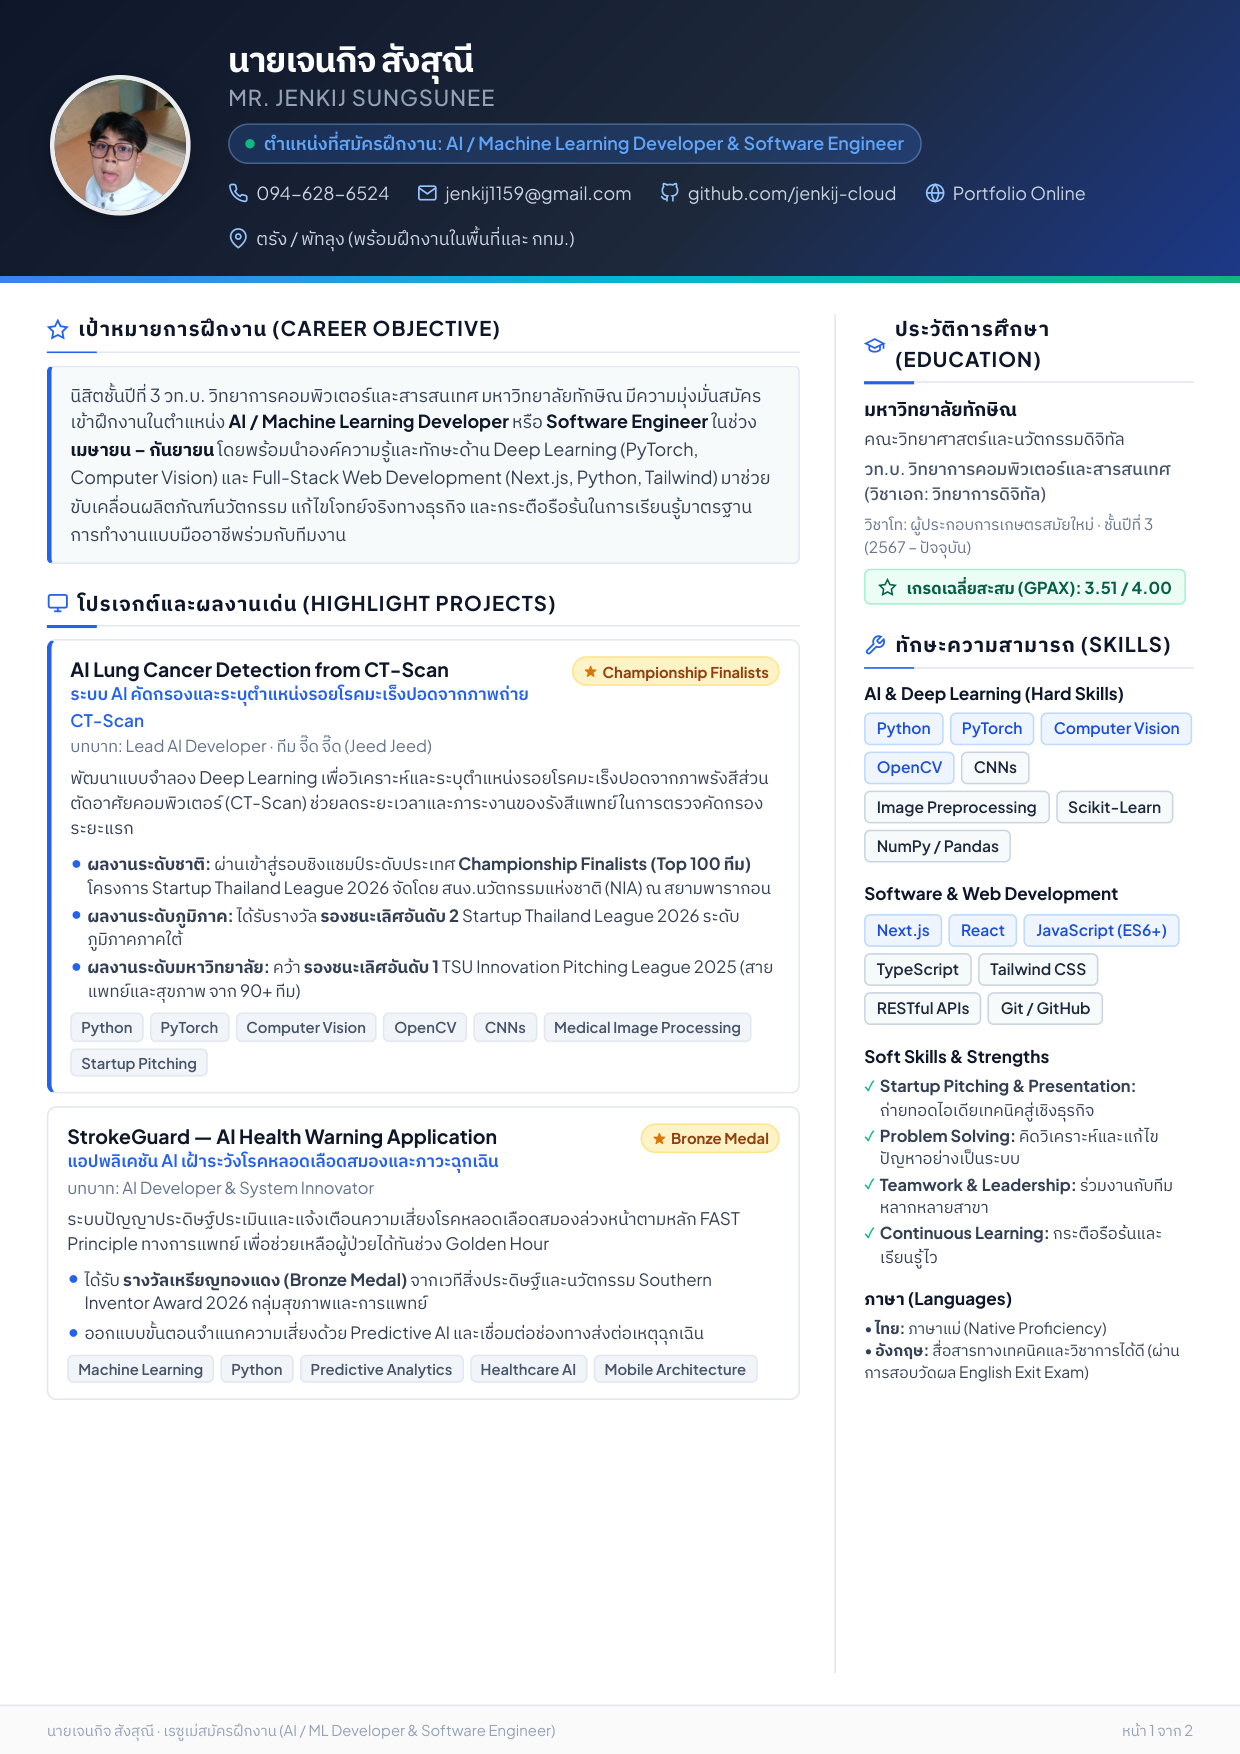 นายเจนกิจ สังสุณี
MR. JENKIJ SUNGSUNEE
ตำแหน่งที่สมัครฝึกงาน: AI / Machine Learning Developer & Software Engineer
094-628-6524
jenkij1159@gmail.com
github.com/jenkij-cloud
Portfolio Online
ตรัง / พัทลุง (พร้อมฝึกงานในพื้นที่และ กทม.)
เป้าหมายการฝึกงาน (CAREER OBJECTIVE)
นิสิตชั้นปีที่ 3 วท.บ. วิทยาการคอมพิวเตอร์และสารสนเทศ มหาวิทยาลัยทักษิณ มีความมุ่งมั่นสมัคร
เข้าฝึกงานในตำแหน่ง AI / Machine Learning Developer หรือ Software Engineer ในช่วง
เมษายน – กันยายน โดยพร้อมนำองค์ความรู้และทักษะด้าน Deep Learning (PyTorch,
Computer Vision) และ Full-Stack Web Development (Next.js, Python, Tailwind) มาช่วย
ขับเคลื่อนผลิตภัณฑ์นวัตกรรม แก้ไขโจทย์จริงทางธุรกิจ และกระตือรือร้นในการเรียนรู้มาตรฐาน
การทำงานแบบมืออาชีพร่วมกับทีมงาน
โปรเจกต์และผลงานเด่น (HIGHLIGHT PROJECTS)
AI Lung Cancer Detection from CT-Scan
★ Championship Finalists
ระบบ AI คัดกรองและระบุตำแหน่งรอยโรคมะเร็งปอดจากภาพถ่าย
CT-Scan
บทบาท: Lead AI Developer · ทีม จี๊ด จี๊ด (Jeed Jeed)
พัฒนาแบบจำลอง Deep Learning เพื่อวิเคราะห์และระบุตำแหน่งรอยโรคมะเร็งปอดจากภาพรังสีส่วน
ตัดอาศัยคอมพิวเตอร์ (CT-Scan) ช่วยลดระยะเวลาและภาระงานของรังสีแพทย์ในการตรวจคัดกรอง
ระยะแรก
• ผลงานระดับชาติ: ผ่านเข้าสู่รอบชิงแชมป์ระดับประเทศ Championship Finalists (Top 100 ทีม)
โครงการ Startup Thailand League 2026 จัดโดย สนง.นวัตกรรมแห่งชาติ (NIA) ณ สยามพารากอน
• ผลงานระดับภูมิภาค: ได้รับรางวัล รองชนะเลิศอันดับ 2 Startup Thailand League 2026 ระดับ
ภูมิภาคภาคใต้
• ผลงานระดับมหาวิทยาลัย: คว้า รองชนะเลิศอันดับ 1 TSU Innovation Pitching League 2025 (สาย
แพทย์และสุขภาพ จาก 90+ ทีม)
Python PyTorch Computer Vision OpenCV CNNs Medical Image Processing
Startup Pitching
StrokeGuard — AI Health Warning Application
★ Bronze Medal
แอปพลิเคชัน AI เฝ้าระวังโรคหลอดเลือดสมองและภาวะฉุกเฉิน
บทบาท: AI Developer & System Innovator
ระบบปัญญาประดิษฐ์ประเมินและแจ้งเตือนความเสี่ยงโรคหลอดเลือดสมองล่วงหน้าตามหลัก FAST
Principle ทางการแพทย์ เพื่อช่วยเหลือผู้ป่วยได้ทันช่วง Golden Hour
• ได้รับ รางวัลเหรียญทองแดง (Bronze Medal) จากเวทีสิ่งประดิษฐ์และนวัตกรรม Southern
Inventor Award 2026 กลุ่มสุขภาพและการแพทย์
• ออกแบบขั้นตอนจำแนกความเสี่ยงด้วย Predictive AI และเชื่อมต่อช่องทางส่งต่อเหตุฉุกเฉิน
Machine Learning Python Predictive Analytics Healthcare AI Mobile Architecture
ประวัติการศึกษา
(EDUCATION)
มหาวิทยาลัยทักษิณ
คณะวิทยาศาสตร์และนวัตกรรมดิจิทัล
วท.บ. วิทยาการคอมพิวเตอร์และสารสนเทศ
(วิชาเอก: วิทยาการดิจิทัล)
วิชาโท: ผู้ประกอบการเกษตรสมัยใหม่ · ชั้นปีที่ 3
(2567 – ปัจจุบัน)
เกรดเฉลี่ยสะสม (GPAX): 3.51 / 4.00
ทักษะความสามารถ (SKILLS)
AI & Deep Learning (Hard Skills)
Python PyTorch Computer Vision
OpenCV CNNs
Image Preprocessing Scikit-Learn
NumPy / Pandas
Software & Web Development
Next.js React JavaScript (ES6+)
TypeScript Tailwind CSS
RESTful APIs Git / GitHub
Soft Skills & Strengths
✓ Startup Pitching & Presentation:
ถ่ายทอดไอเดียเทคนิคสู่เชิงธุรกิจ
✓ Problem Solving: คิดวิเคราะห์และแก้ไข
ปัญหาอย่างเป็นระบบ
✓ Teamwork & Leadership: ร่วมงานกับทีม
หลากหลายสาขา
✓ Continuous Learning: กระตือรือร้นและ
เรียนรู้ไว
ภาษา (Languages)
• ไทย: ภาษาแม่ (Native Proficiency)
• อังกฤษ: สื่อสารทางเทคนิคและวิชาการได้ดี (ผ่าน
การสอบวัดผล English Exit Exam)
นายเจนกิจ สังสุณี · เรซูเม่สมัครฝึกงาน (AI / ML Developer & Software Engineer)
หน้า 1 จาก 2